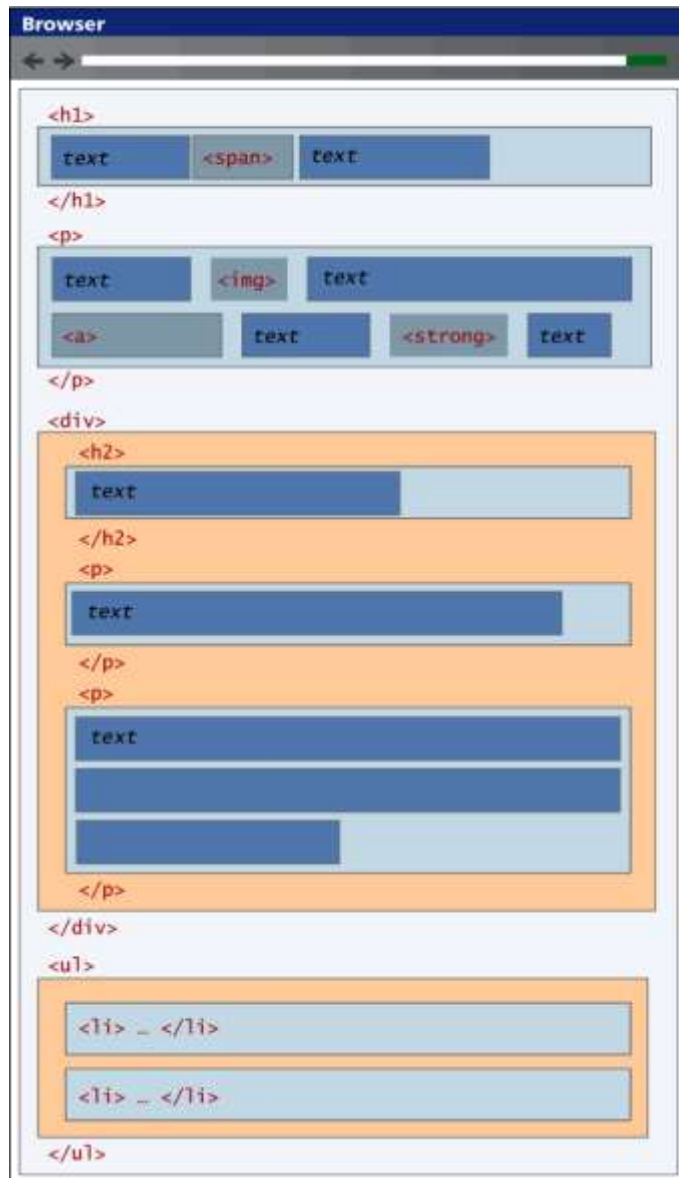 Browser
<h1>
text <span> text
</h1>
<p>
text <img> text
<a> text <strong> text
</p>
<div>
<h2>
text
</h2>
<p>
text
</p>
<p>
text
</p>
</div>
<ul>
<li> … </li>
<li> … </li>
</ul>